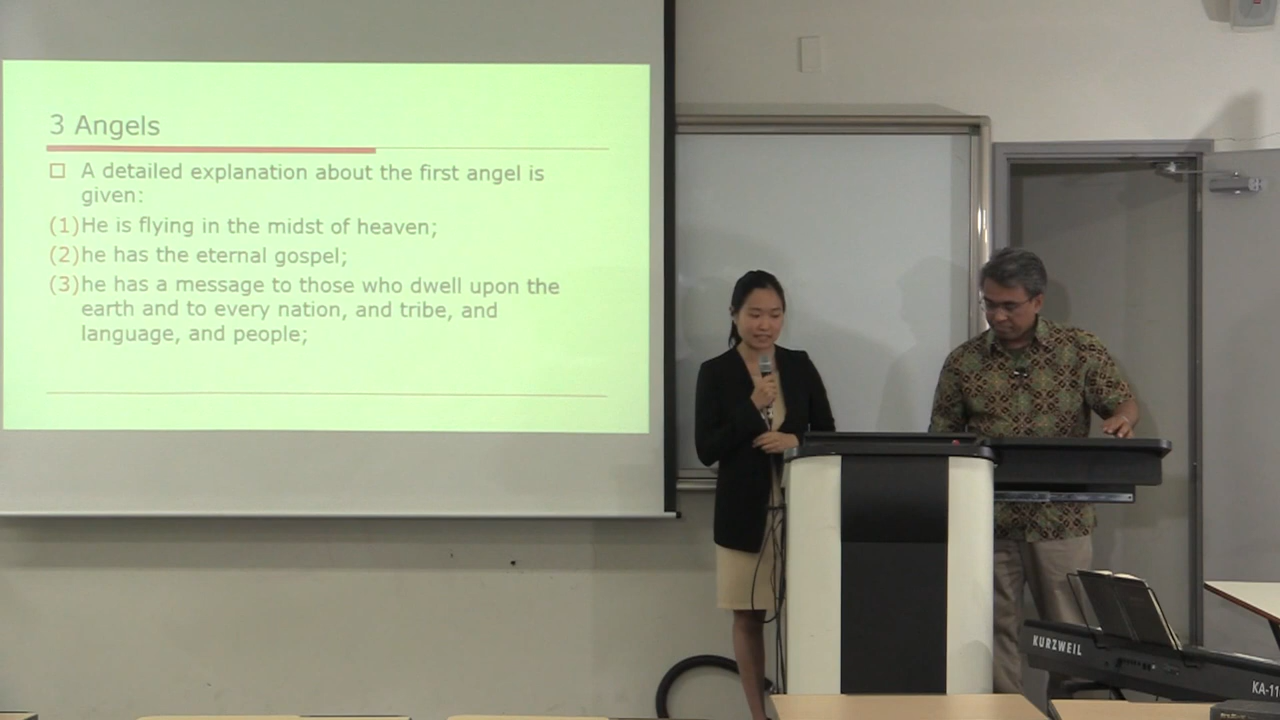 3 Angels
A detailed explanation about the first angel is
given:
(1)He is flying in the midst of heaven;
(2)he has the eternal gospel;
(3)he has a message to those who dwell upon the
earth and to every nation, and tribe, and
language, and people;
KURZWEIL
KA-11